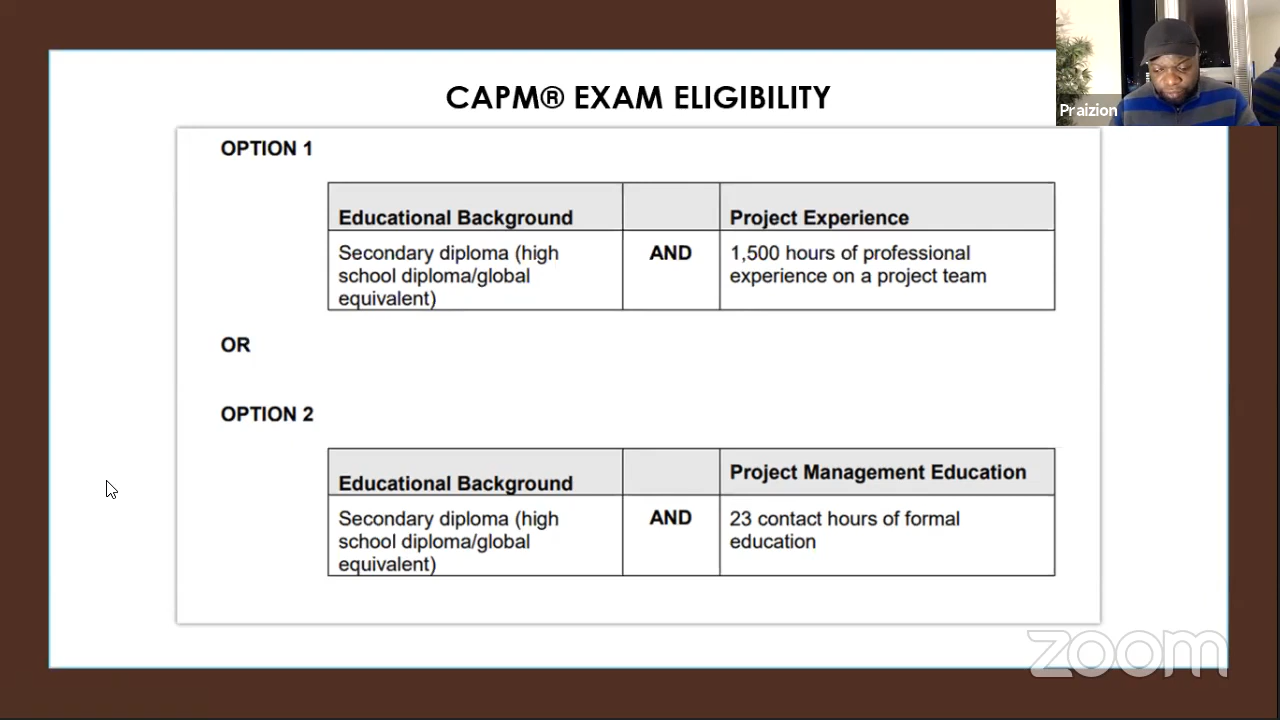 CAPM® EXAM ELIGIBILITY
Praizion
OPTION 1
Educational Background
Project Experience
Secondary diploma (high
school diploma/global
equivalent)
AND
1,500 hours of professional
experience on a project team
OR
OPTION 2
Educational Background
Project Management Education
Secondary diploma (high
school diploma/global
equivalent)
AND
23 contact hours of formal
education
zoom